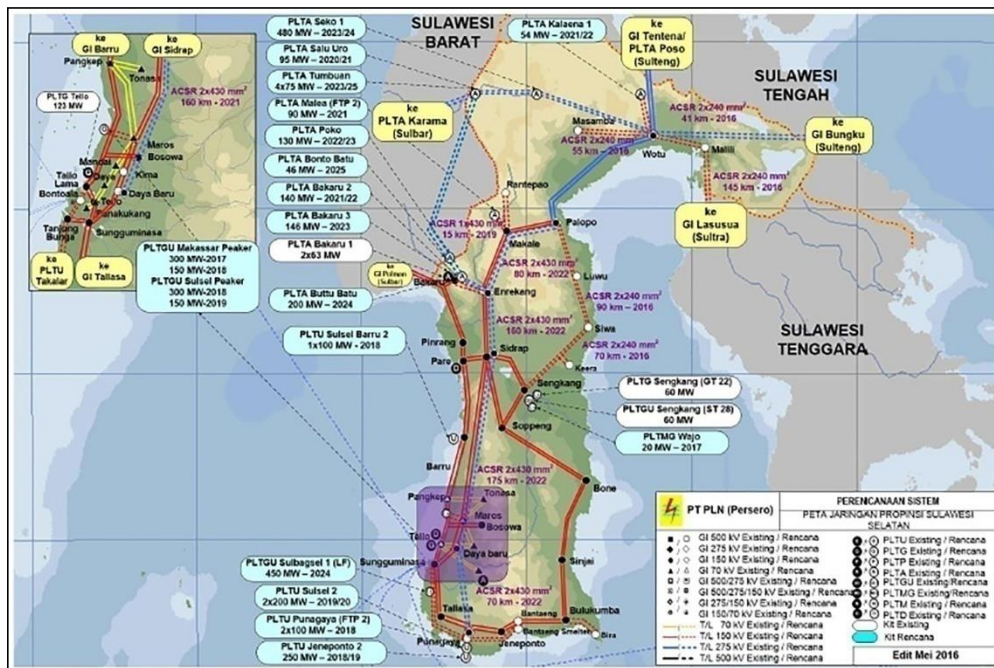 ke
GI Barru
ke
GI Sidrap
Pangkep
Tonasa
ACSR 2x430 mm²
160 km - 2021
PLTG Tello
123 MW
Mandai
Maros
Bosowa
Daya
Kima
Tallo
Lama
Bontoala
Tello
Daya Baru
Panakukang
Tanjung
Bunga
Sungguminasa
ke
PLTU
Takalar
ke
GI Tallasa
PLTGU Makassar Peaker
300 MW-2017
150 MW-2018
PLTGU Sulsel Peaker
300 MW-2018
150 MW-2019
PLTA Seko 1
480 MW – 2023/24
PLTA Salu Uro
95 MW – 2020/21
PLTA Tumbuan
4x75 MW – 2023/25
PLTA Malea (FTP 2)
90 MW – 2021
PLTA Poko
130 MW – 2022/23
PLTA Bonto Batu
46 MW – 2025
PLTA Bakaru 2
140 MW – 2021/22
PLTA Bakaru 3
146 MW – 2023
PLTA Bakaru 1
2x63 MW
PLTA Buttu Batu
200 MW – 2024
PLTU Sulsel Barru 2
1x100 MW - 2018
PLTGU Sulbagsel 1 (LF)
450 MW – 2024
PLTU Sulsel 2
2x200 MW – 2019/20
PLTU Punagaya (FTP 2)
2x100 MW – 2018
PLTU Jeneponto 2
250 MW – 2018/19
SULAWESI
BARAT
PLTA Kalaena 1
54 MW – 2021/22
ke
GI Tentena/
PLTA Poso
(Sulteng)
SULAWESI
TENGAH
ke
PLTA Karama
(Sulbar)
ACSR 2x240 mm²
41 km - 2016
ke
GI Bungku
(Sulteng)
Masamba
ACSR 2x240 mm²
55 km - 2016
Wotu
Malili
ACSR 2x240 mm²
145 km - 2016
ke
GI Lasusua
(Sultra)
Rantepao
ACSR 1x430 mm²
15 km - 2019
Makale
Palopo
ACSR 2x430 mm²
80 km - 2022
ke
(Sulbar)
Bakaru
Enrekang
Luwu
ACSR 2x240 mm²
90 km – 2016
SULAWESI
TENGGARA
ACSR 2x430 mm²
160 km - 2022
Siwa
ACSR 2x240 mm²
70 km - 2016
Pinrang
Pare
Sidrap
Keera
Sengkang
PLTG Sengkang (GT 22)
60 MW
PLTGU Sengkang (ST 28)
60 MW
PLTMG Wajo
20 MW – 2017
Soppeng
Barru
ACSR 2x430 mm²
175 km - 2022
Bone
Pangkep
Tonasa
Maros
Bosowa
Tello
Daya baru
Sungguminasa
Sinjai
ACSR 2x430 mm²
70 km - 2022
Tallasa
Bulukumba
Bantaeng
Bantaeng Smelter
Bira
Punagaya
Jeneponto
PT PLN (Persero)
PERENCANAAN SISTEM
PETA JARINGAN PROPINSI SULAWESI
SELATAN
GI 500 kV Existing / Rencana
GI 275 kV Existing / Rencana
GI 150 kV Existing / Rencana
GI 70 kV Existing / Rencana
GI 500/275 kV Existing / Rencana
GI 500/275/150 kV Existing / Rencana
GI 275/150 kV Existing / Rencana
GI 150/70 kV Existing / Rencana
T/L 70 kV Existing / Rencana
T/L 150 kV Existing / Rencana
T/L 275 kV Existing / Rencana
T/L 500 kV Existing / Rencana
PLTU Existing / Rencana
PLTG Existing / Rencana
PLTP Existing / Rencana
PLTA Existing / Rencana
PLTGU Existing/Rencana
PLTMG Existing / Rencana
PLTM Existing / Rencana
PLTD Existing / Rencana
Kit Existing
Kit Rencana
Edit Mei 2016